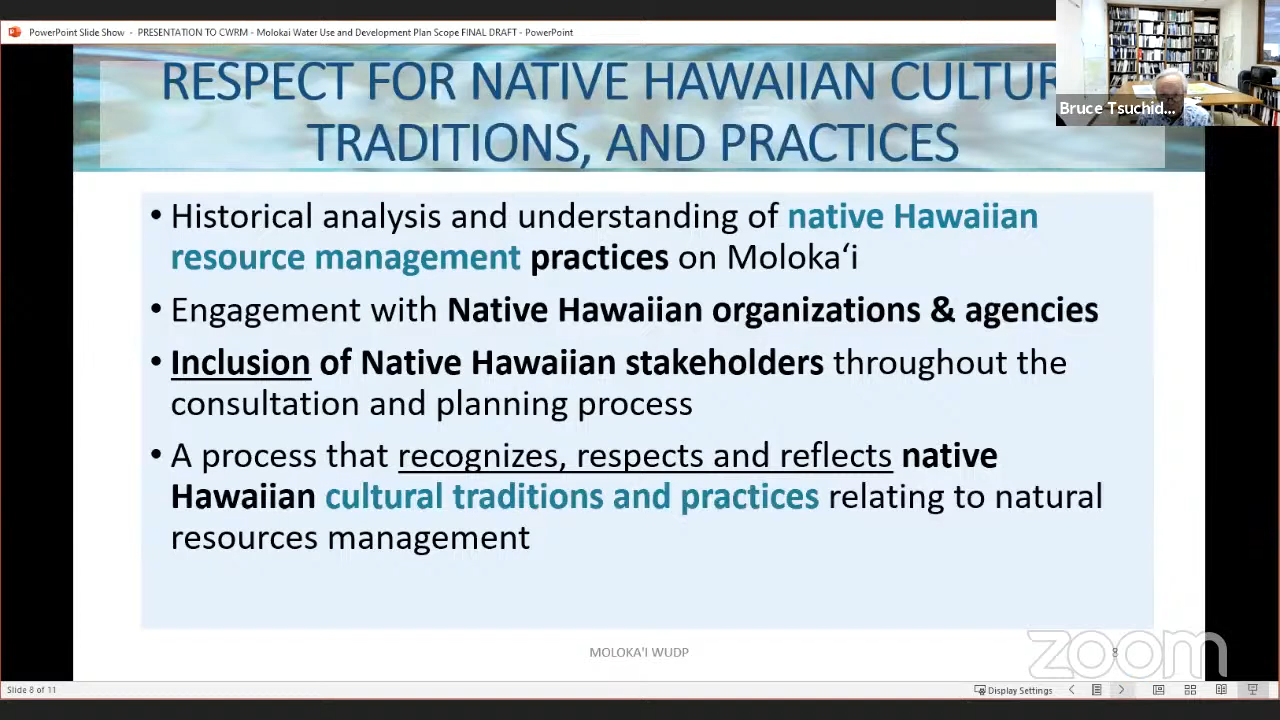 PowerPoint Slide Show - PRESENTATION TO CWRM - Molokai Water Use and Development Plan Scope FINAL DRAFT - PowerPoint
Bruce Tsuchid...
RESPECT FOR NATIVE HAWAIIAN CULTUR
TRADITIONS, AND PRACTICES
• Historical analysis and understanding of native Hawaiian
resource management practices on Molokaʻi
• Engagement with Native Hawaiian organizations & agencies
• Inclusion of Native Hawaiian stakeholders throughout the
consultation and planning process
• A process that recognizes, respects and reflects native
Hawaiian cultural traditions and practices relating to natural
resources management
MOLOKA'I WUDP
8
zoom
Slide 8 of 11
Display Settings